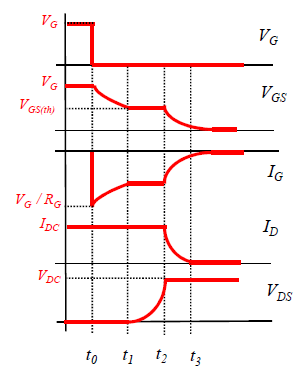 V_G V_G
V_G V_GS
V_GS(th)
I_G
V_G / R_G
I_DC I_D
V_DC V_DS
t_0 t_1 t_2 t_3